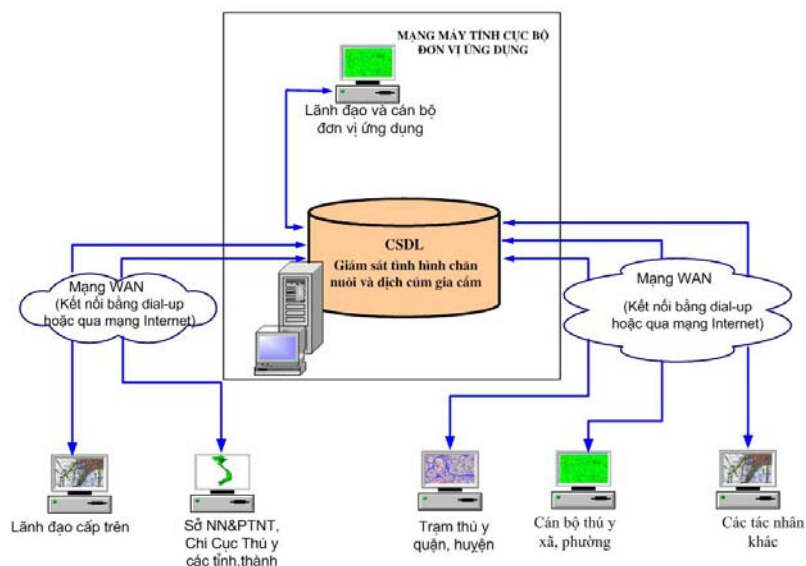 MẠNG MÁY TÍNH CỤC BỘ
ĐƠN VỊ ỨNG DỤNG
Lãnh đạo và cán bộ
đơn vị ứng dụng
CSDL
Giám sát tình hình chăn
nuôi và dịch cúm gia cầm
Mạng WAN
(Kết nối bằng dial-up
hoặc qua mạng Internet)
Mạng WAN
(Kết nối bằng dial-up
hoặc qua mạng Internet)
Lãnh đạo cấp trên
Sở NN&PTNT,
Chi Cục Thú y
các tỉnh,thành
Trạm thú y
quận, huyện
Cán bộ thú y
xã, phường
Các tác nhân
khác